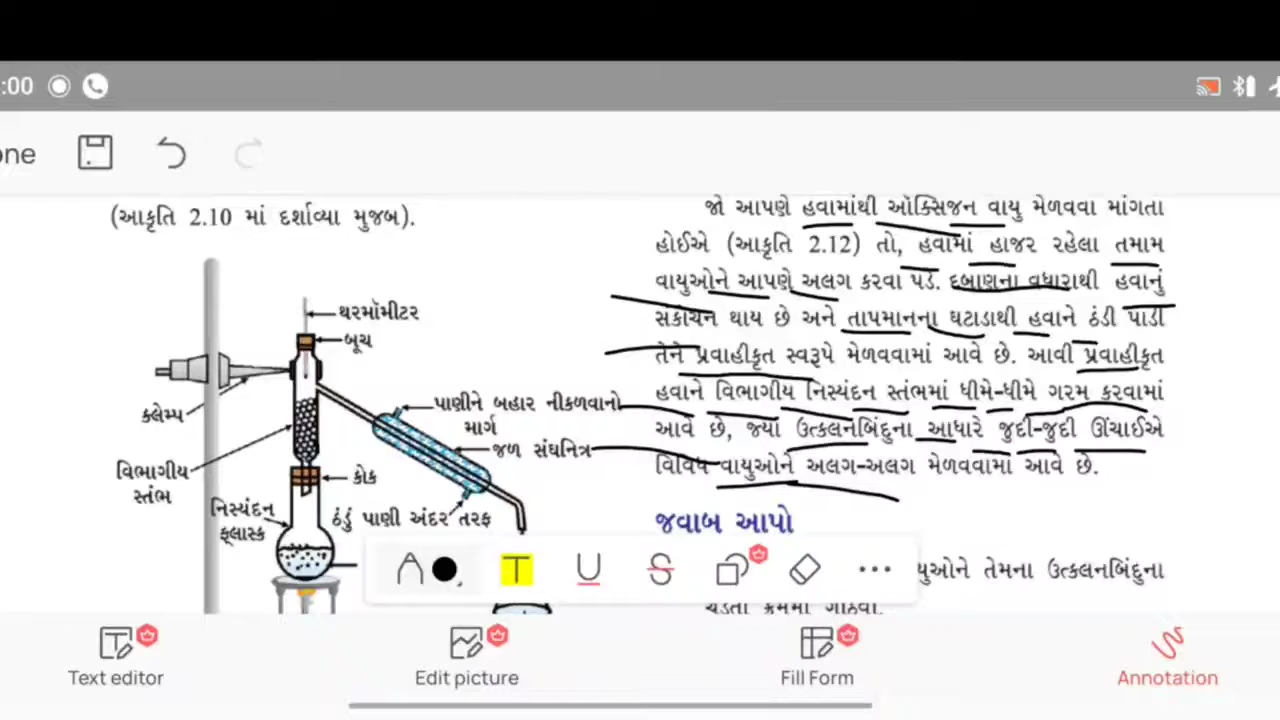 :00
one
(આકૃતિ 2.10 માં દર્શાવ્યા મુજબ).
થરમૉમીટર
બૂચ
ક્લેમ્પ
પાણીને બહાર નીકળવાનો
માર્ગ
જળ સંઘનિત્ર
વિભાગીય
સ્તંભ
કોક
નિસ્યંદન
ફ્લાસ્ક
ઠંડું પાણી અંદર તરફ
જો આપણે હવામાંથી ઑક્સિજન વાયુ મેળવવા માંગતા
હોઈએ (આકૃતિ 2.12) તો, હવામાં હાજર રહેલા તમામ
વાયુઓને આપણે અલગ કરવા પડે. દબાણના વધારાથી હવાનું
સંકોચન થાય છે અને તાપમાનના ઘટાડાથી હવાને ઠંડી પાડી
તેને પ્રવાહીકૃત સ્વરૂપે મેળવવામાં આવે છે. આવી પ્રવાહીકૃત
હવાને વિભાગીય નિસ્યંદન સ્તંભમાં ધીમે-ધીમે ગરમ કરવામાં
આવે છે, જ્યાં ઉત્કલનબિંદુના આધારે જુદી-જુદી ઊંચાઈએ
વિવિધ વાયુઓને અલગ-અલગ મેળવવામાં આવે છે.
જવાબ આપો
યુઓને તેમના ઉત્કલનબિંદુના
ચડતા ક્રમમાં ગોઠવો.
T
U
S
Text editor
Edit picture
Fill Form
Annotation